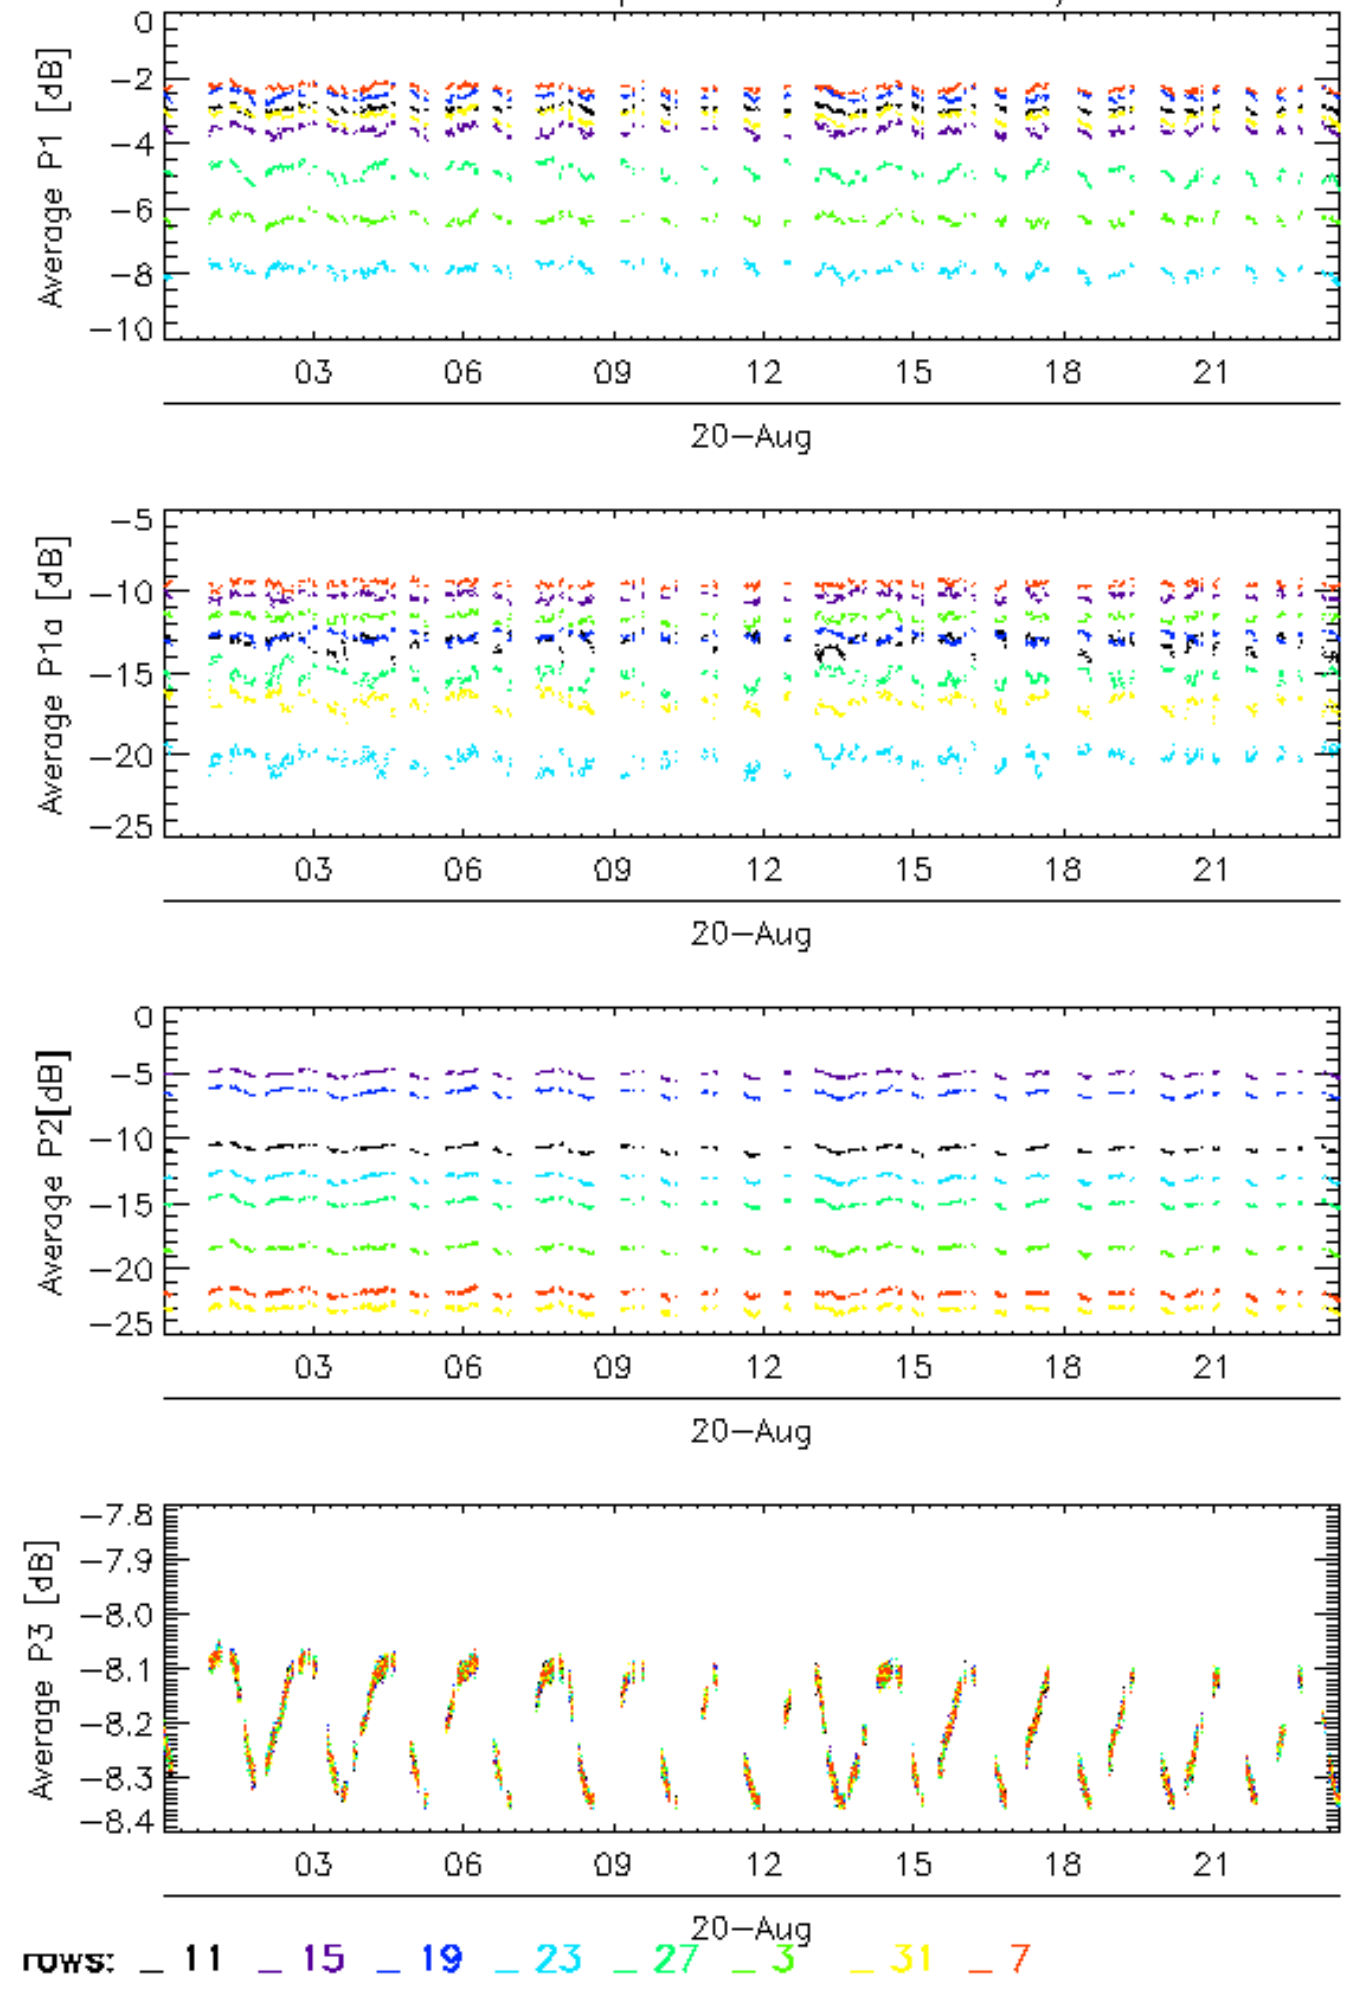 0
−2
−4
−6
−8
−10
Average P1 [dB]
03 06 09 12 15 18 21
20−Aug
−5
−10
−15
−20
−25
Average P1a [dB]
03 06 09 12 15 18 21
20−Aug
0
−5
−10
−15
−20
−25
Average P2[dB]
03 06 09 12 15 18 21
20−Aug
−7.8
−7.9
−8.0
−8.1
−8.2
−8.3
−8.4
Average P3 [dB]
03 06 09 12 15 18 21
20−Aug
rows: _ 11 _ 15 _ 19 _ 23 _ 27 _ 3 _ 31 _ 7